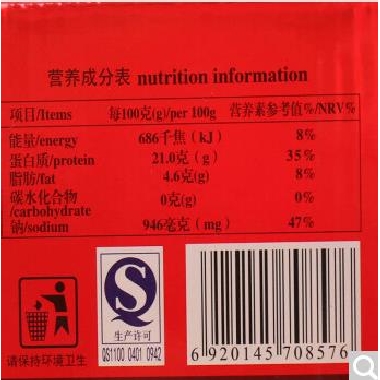 营养成分表 nutrition information
项目/Items 每100克(g)/per 100g 营养素参考值%/NRV%
能量/energy 686千焦(kJ) 8%
蛋白质/protein 21.0克(g) 35%
脂肪/fat 4.6克(g) 8%
碳水化合物
/carbohydrate 0克(g) 0%
钠/sodium 946毫克(mg) 47%
生产许可
QS1100 0401 0942
请保持环境卫生
6 920145 708576